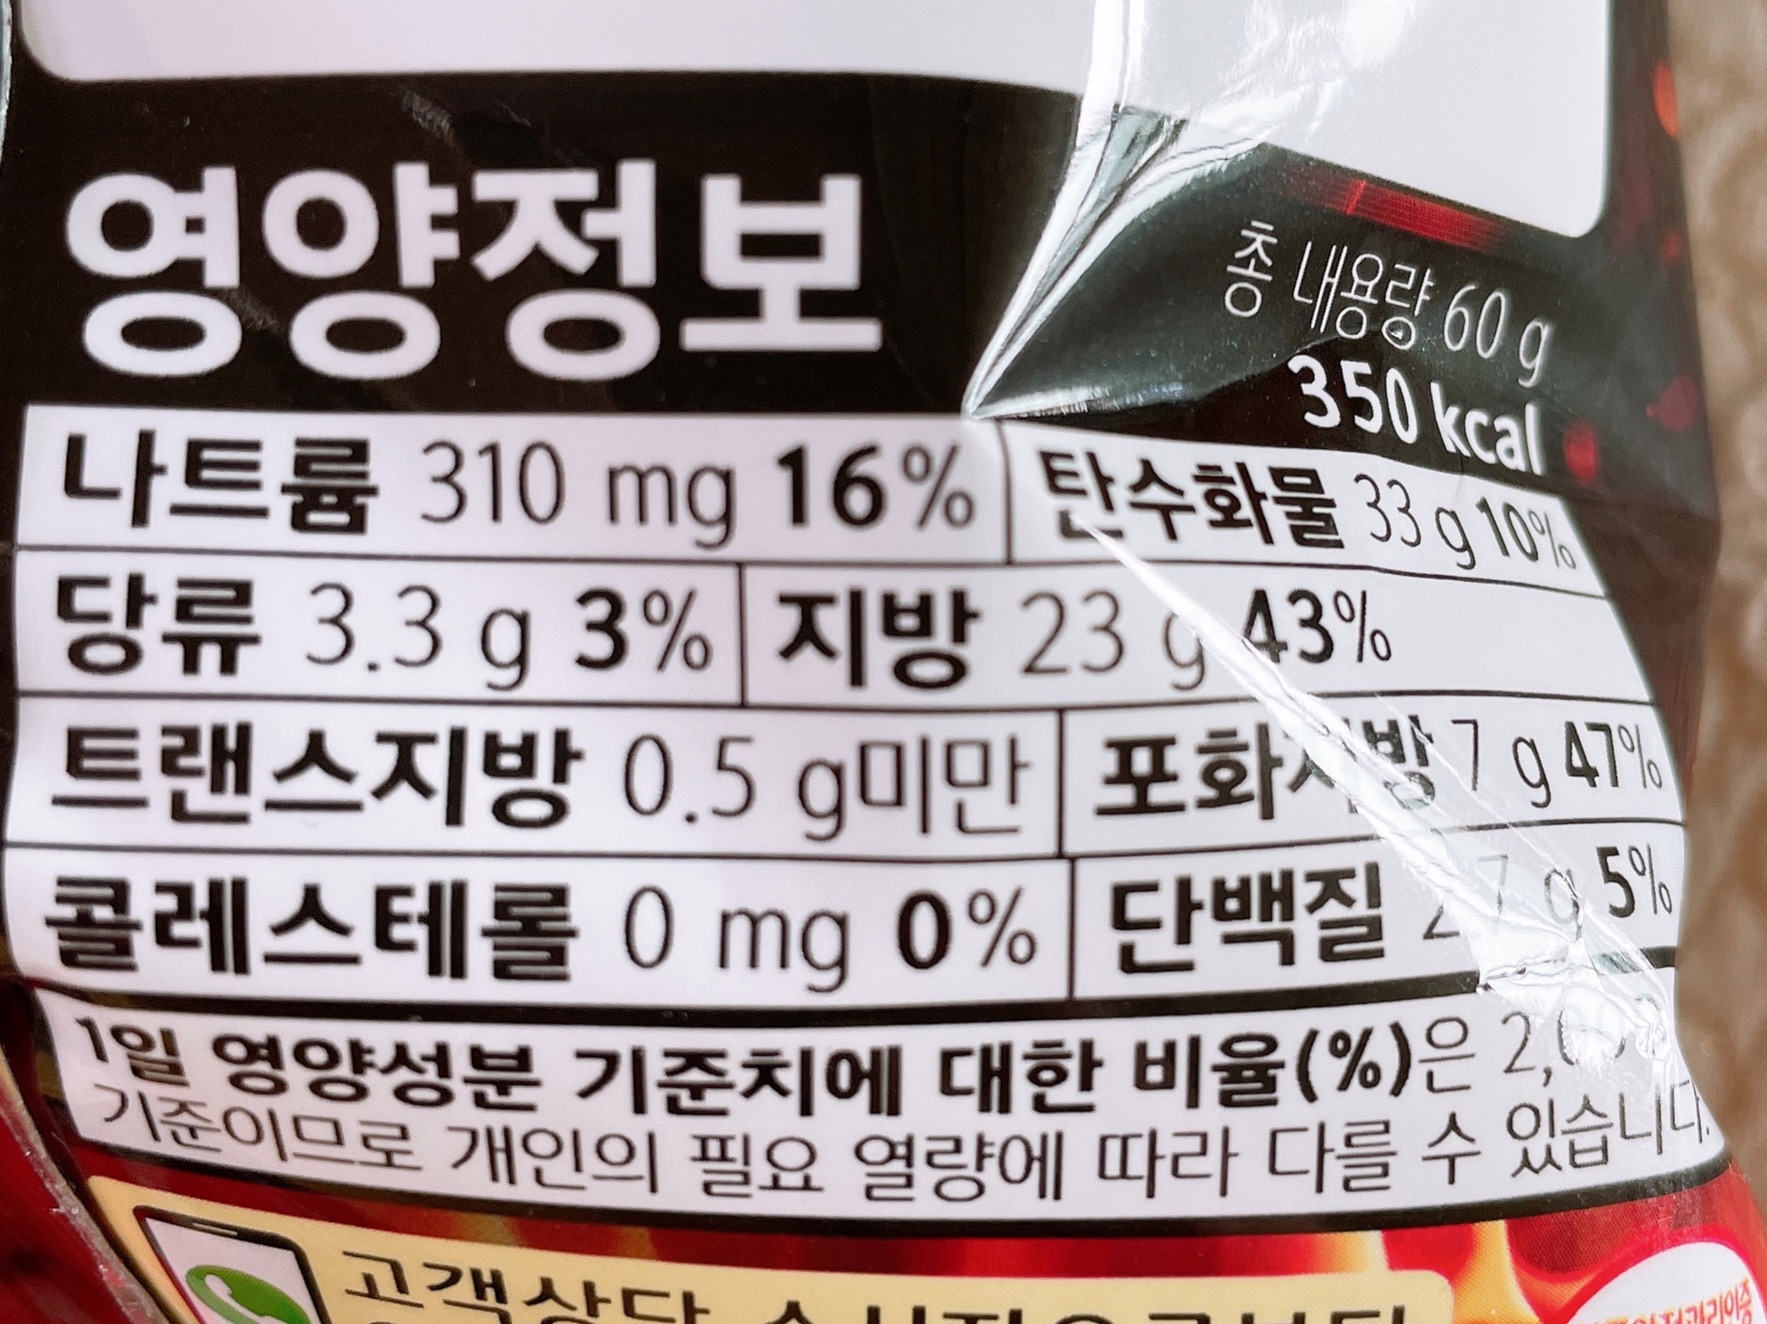 영양정보
총 내용량 60 g
350 kcal
나트륨 310 mg 16% 탄수화물 33 g 10%
당류 3.3 g 3% 지방 23 g 43%
트랜스지방 0.5 g미만 포화지방 7 g 47%
콜레스테롤 0 mg 0% 단백질 g 5%
1일 영양성분 기준치에 대한 비율(%)은
기준이므로 개인의 필요 열량에 따라 다를 수 있습니다.
고객상담